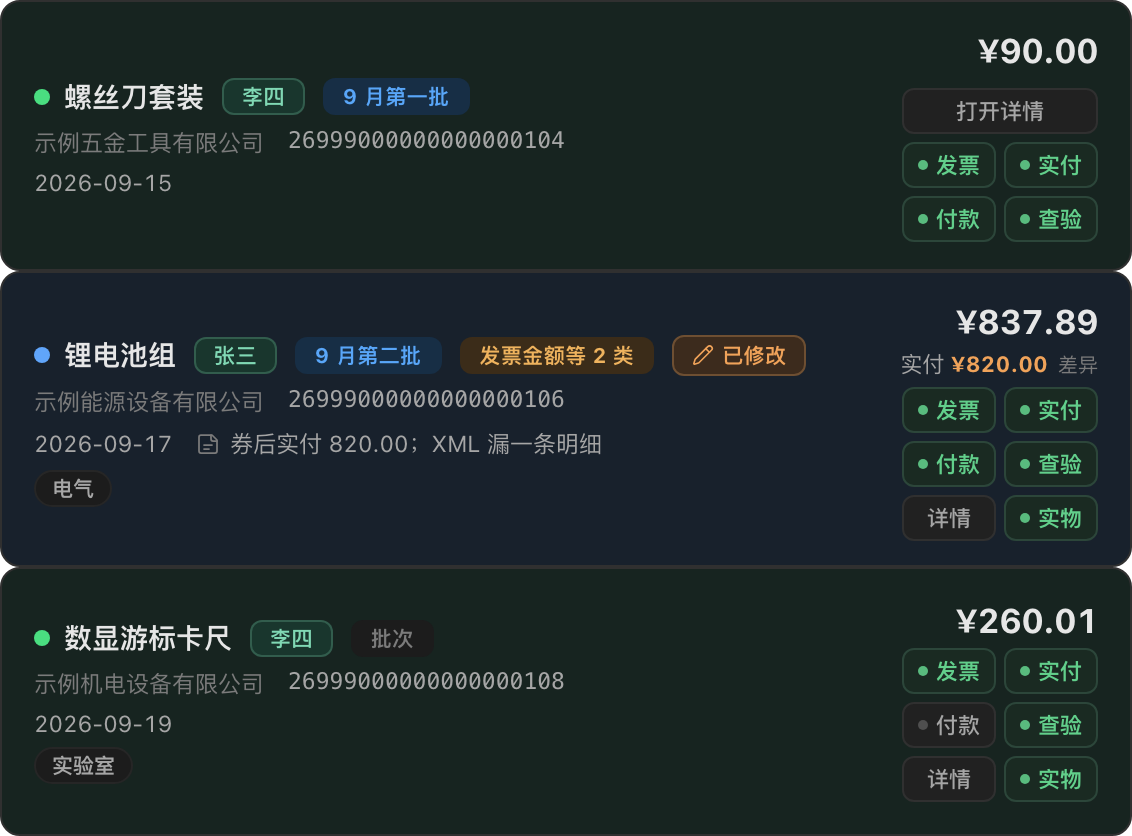 ¥90.00
螺丝刀套装 李四 9 月第一批
打开详情
示例五金工具有限公司 26999000000000000104
发票 实付
2026-09-15
付款 查验
¥837.89
锂电池组 张三 9 月第二批 发票金额等 2 类 已修改
实付 ¥820.00 差异
示例能源设备有限公司 26999000000000000106
发票 实付
2026-09-17 券后实付 820.00；XML 漏一条明细
付款 查验
电气
详情 实物
¥260.01
数显游标卡尺 李四 批次
示例机电设备有限公司 26999000000000000108
发票 实付
2026-09-19
付款 查验
实验室
详情 实物